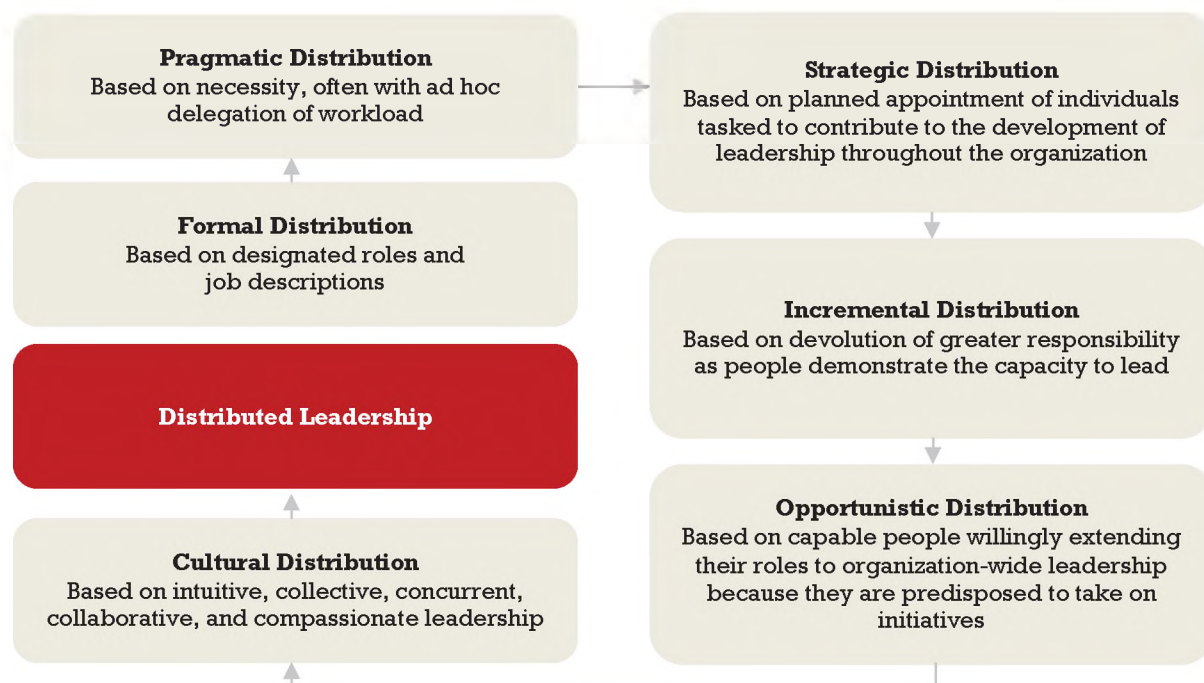 Pragmatic Distribution
Based on necessity, often with ad hoc
delegation of workload
Formal Distribution
Based on designated roles and
job descriptions
Distributed Leadership
Cultural Distribution
Based on intuitive, collective, concurrent,
collaborative, and compassionate leadership
Strategic Distribution
Based on planned appointment of individuals
tasked to contribute to the development of
leadership throughout the organization
Incremental Distribution
Based on devolution of greater responsibility
as people demonstrate the capacity to lead
Opportunistic Distribution
Based on capable people willingly extending
their roles to organization-wide leadership
because they are predisposed to take on
initiatives